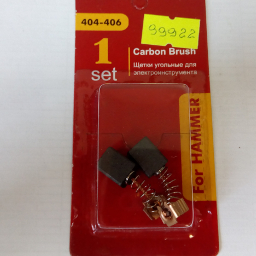 404-406
99922
1
set
Carbon Brush
Щетки угольные для
электроинструмента
For HAMMER